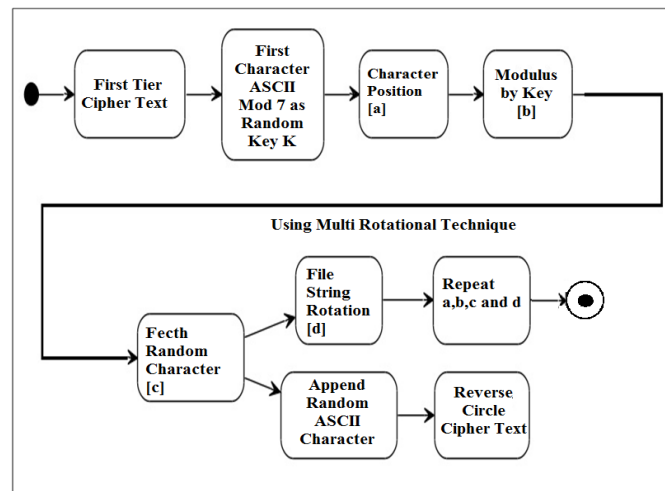 First Tier
Cipher Text
First
Character
ASCII
Mod 7 as
Random
Key K
Character
Position
[a]
Modulus
by Key
[b]
Using Multi Rotational Technique
Fecth
Random
Character
[c]
File
String
Rotation
[d]
Repeat
a,b,c and d
Append
Random
ASCII
Character
Reverse
Circle
Cipher Text